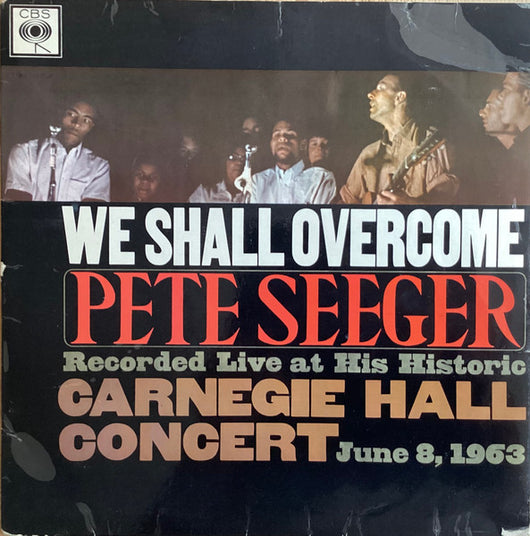 CBS
WE SHALL OVERCOME
PETE SEEGER
Recorded Live at His Historic
CARNEGIE HALL
CONCERT June 8, 1963